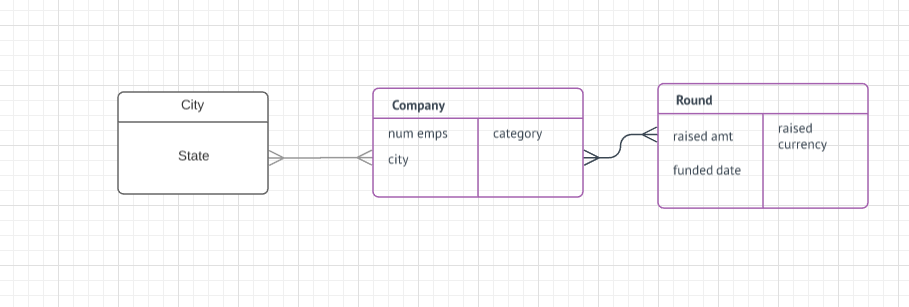 City
State
Company
num emps
category
city
Round
raised amt
raised
currency
funded date